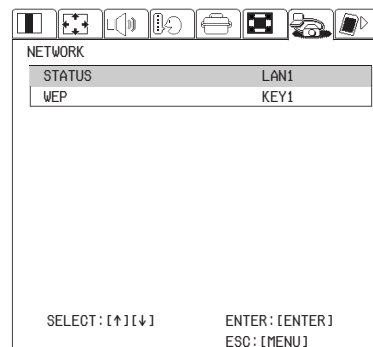 NETWORK
STATUS LAN1
WEP KEY1
SELECT:[↑][↓] ENTER:[ENTER]
ESC:[MENU]